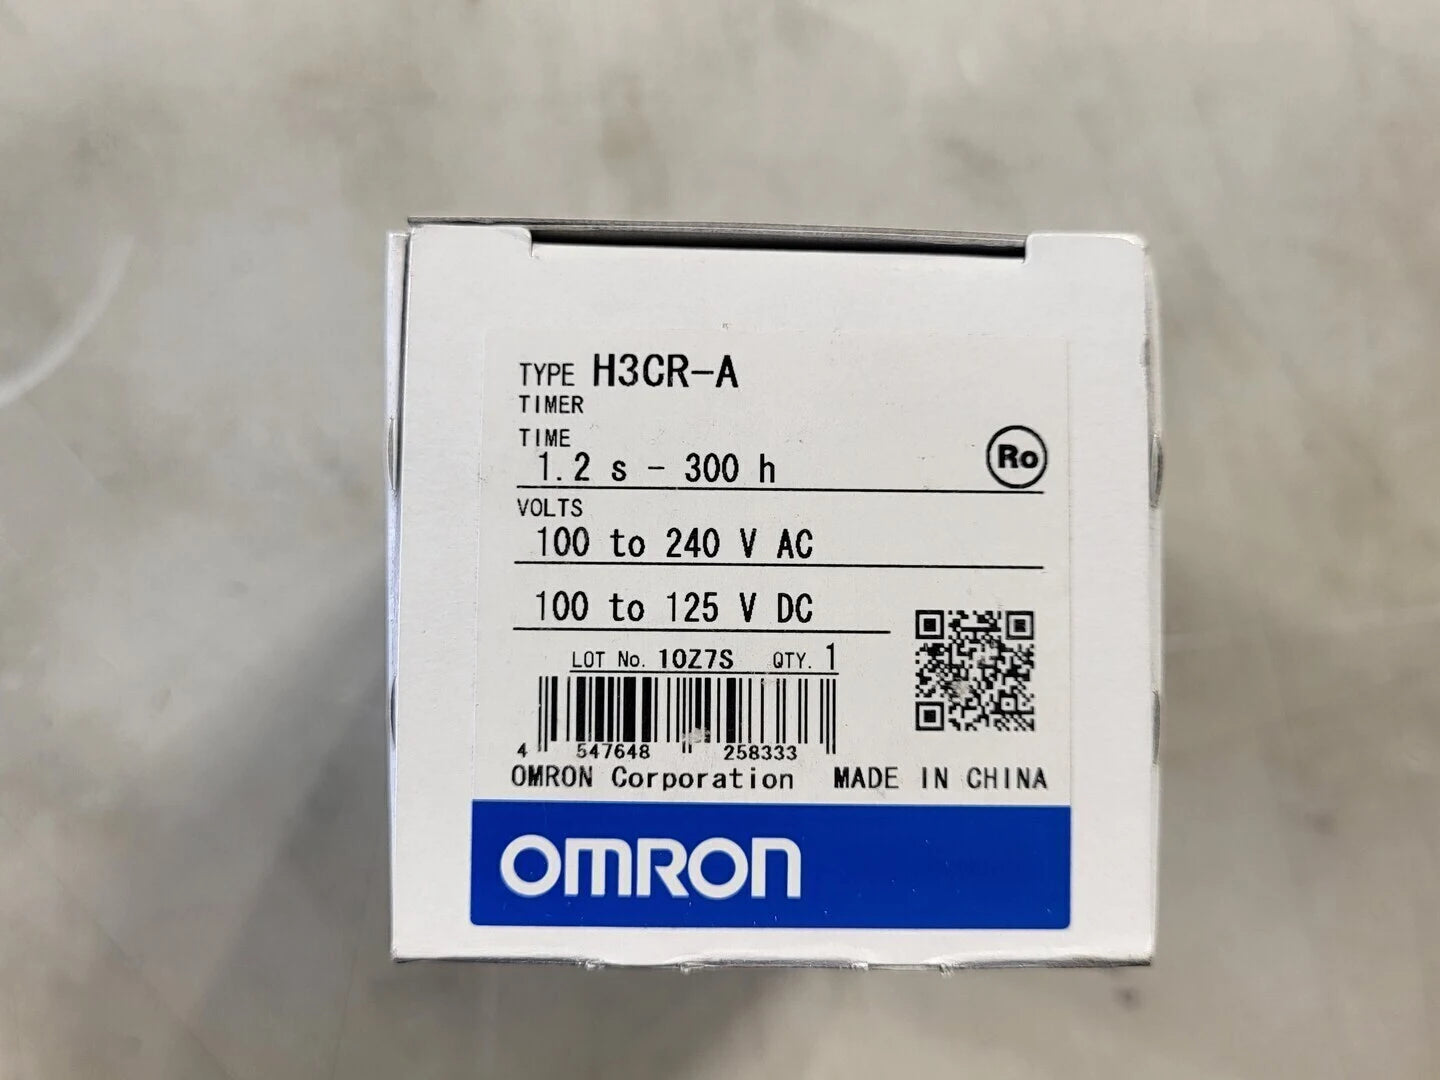 TYPE H3CR-A
TIMER
TIME
1.2 s - 300 h
Ro
VOLTS
100 to 240 V AC
100 to 125 V DC
LOT No. 10Z7S QTY. 1
4 547648 258333
OMRON Corporation MADE IN CHINA
OMRON